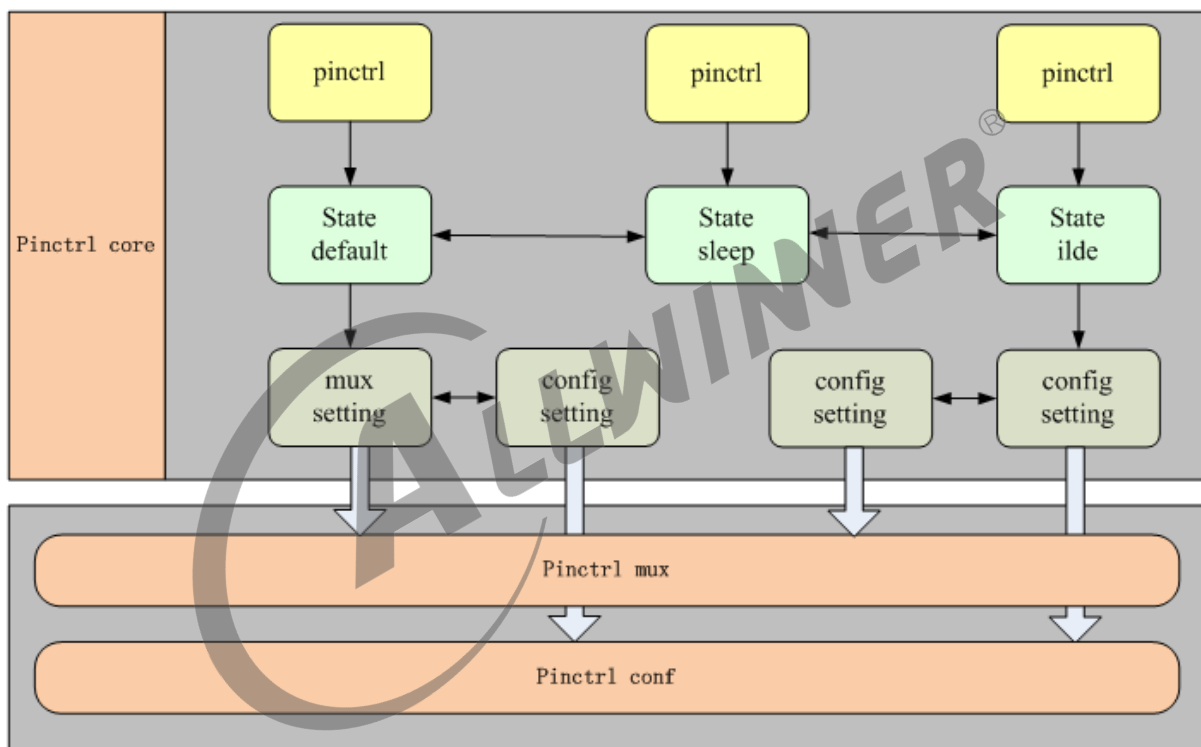 pinctrl
pinctrl
pinctrl
State
default
State
sleep
State
ilde
Pinctrl core
mux
setting
config
setting
config
setting
config
setting
ALLWINNER®
Pinctrl mux
Pinctrl conf